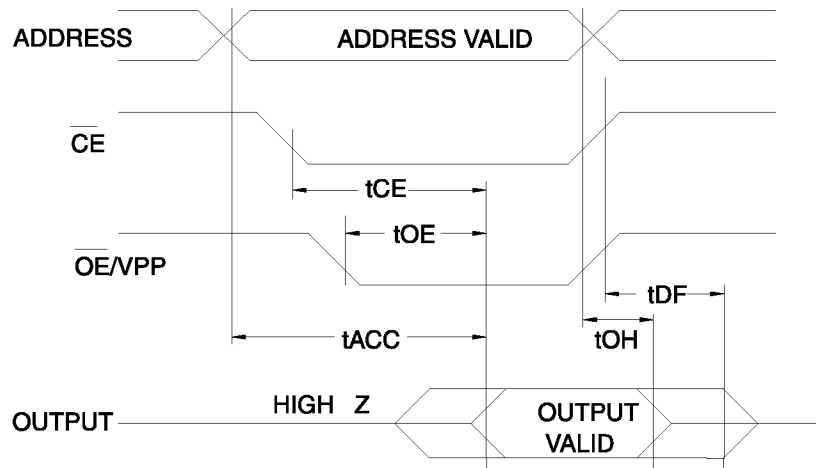 ADDRESS
ADDRESS VALID
CE
tCE
tOE
OE/VPP
tDF
tACC
tOH
HIGH Z
OUTPUT
OUTPUT
VALID